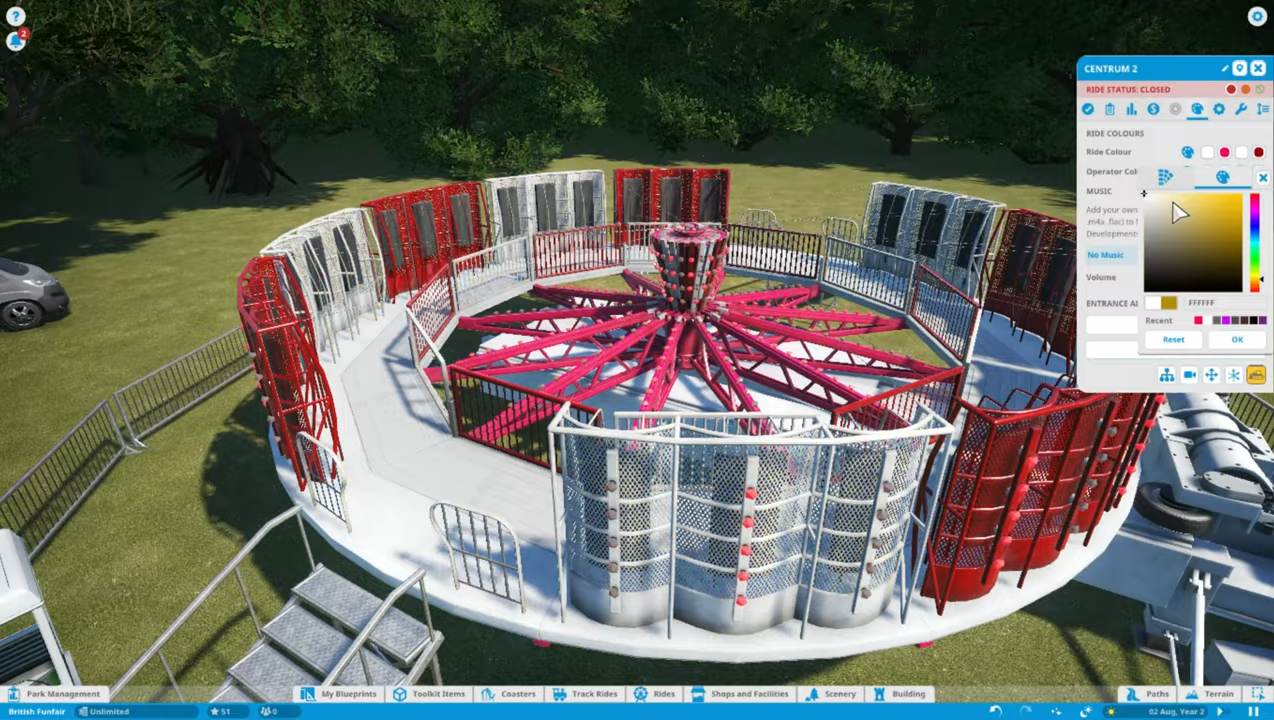 ?
2
CENTRUM 2
RIDE STATUS: CLOSED
RIDE COLOURS
Ride Colour
Operator Col
MUSIC
Add your own
.m4a .flac) to
Developments
No Music
Volume
FFFFFF
ENTRANCE A
Recent
Reset
OK
Park Management
My Blueprints
Toolkit Items
Coasters
Track Rides
Rides
Shops and Facilities
Scenery
Building
Paths
Terrain
British Funfair
Unlimited
51
0
02 Aug, Year 2